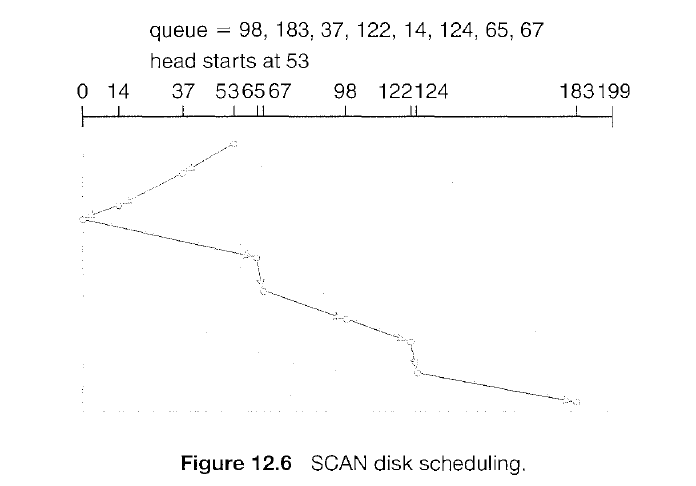 queue = 98, 183, 37, 122, 14, 124, 65, 67
head starts at 53
0 14 37 53 65 67 98 122 124 183 199
Figure 12.6 SCAN disk scheduling.